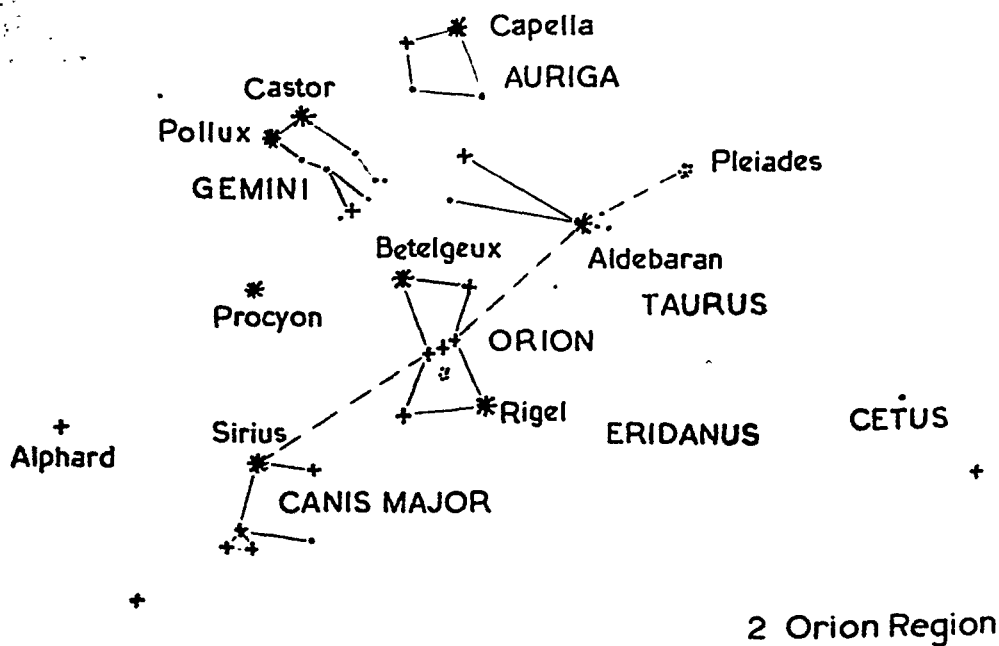 Capella
AURIGA
Castor
Pollux
GEMINI
Pleiades
Aldebaran
TAURUS
Betelgeux
Procyon
ORION
Rigel
Sirius
Alphard
ERIDANUS
CETUS
CANIS MAJOR
2 Orion Region